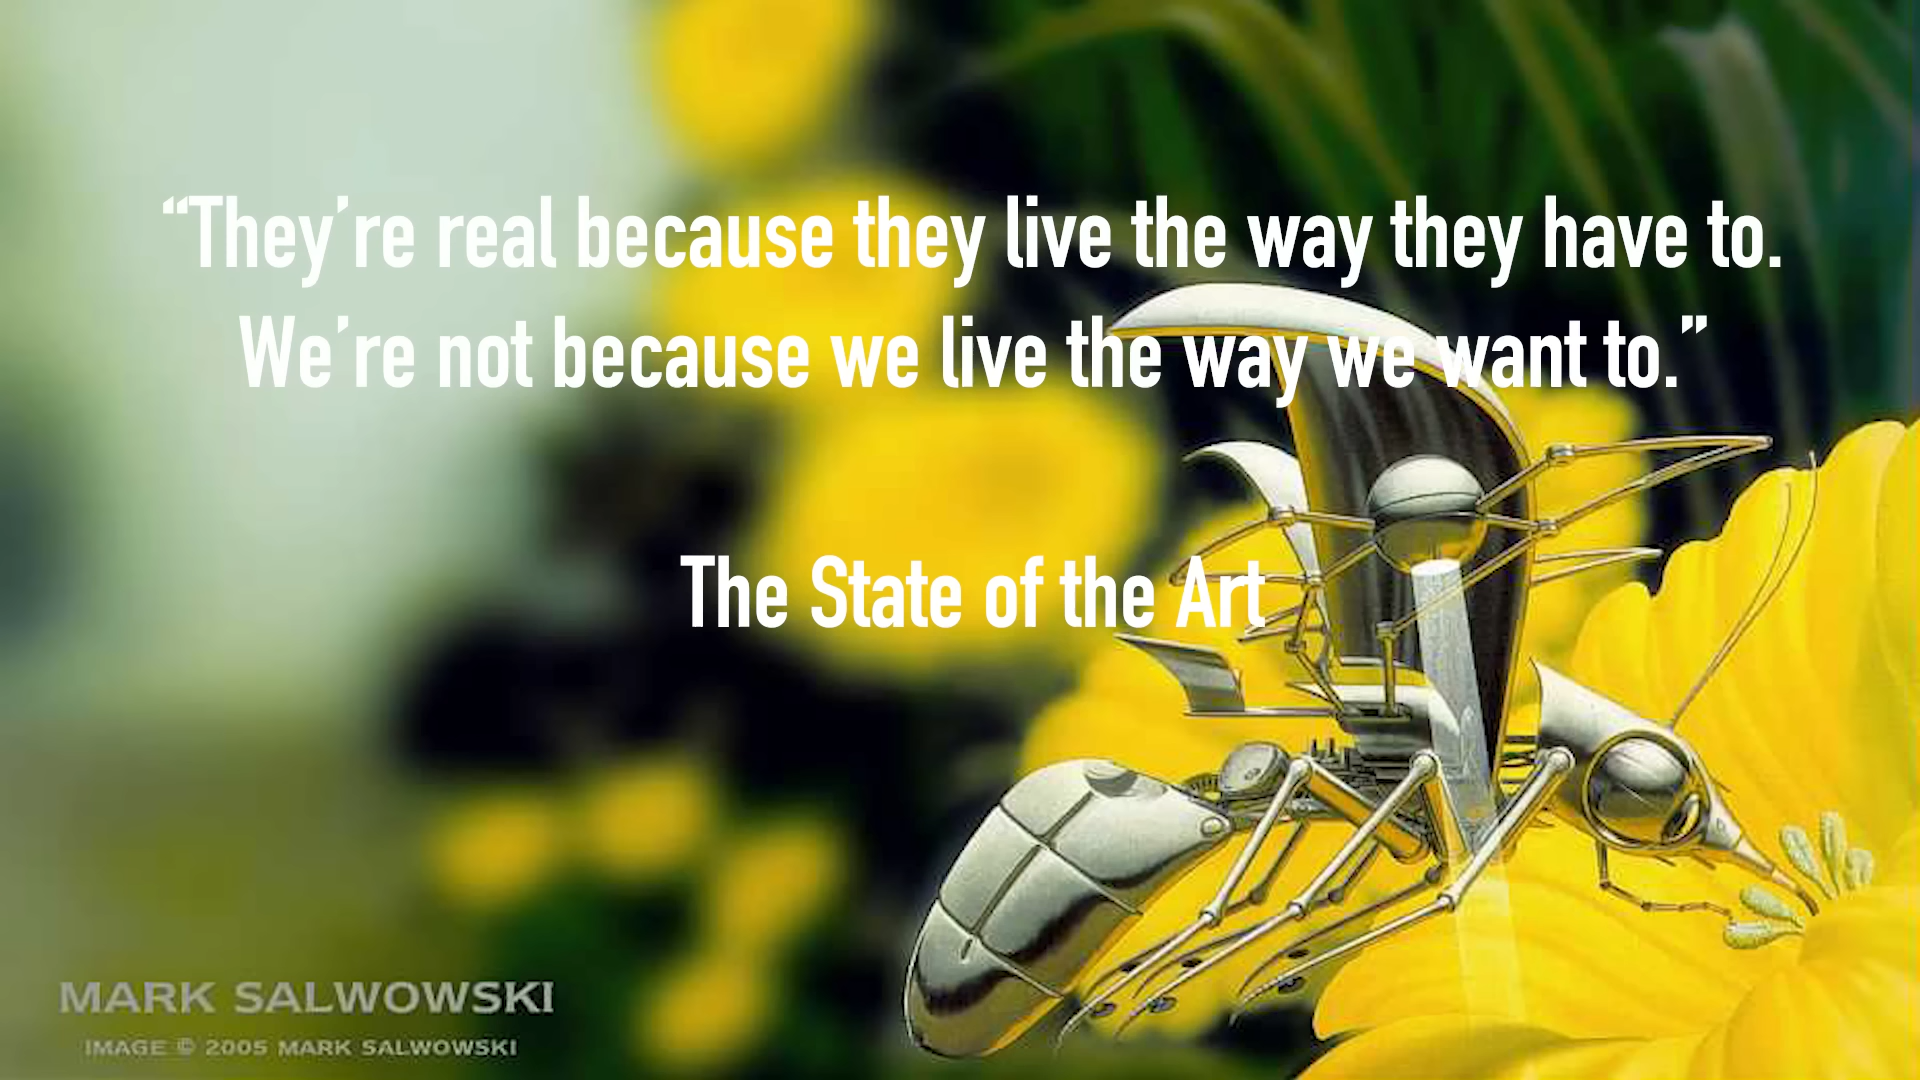 “They’re real because they live the way they have to.
We’re not because we live the way we want to.”
The State of the Art
MARK SALWOWSKI
IMAGE © 2005 MARK SALWOWSKI